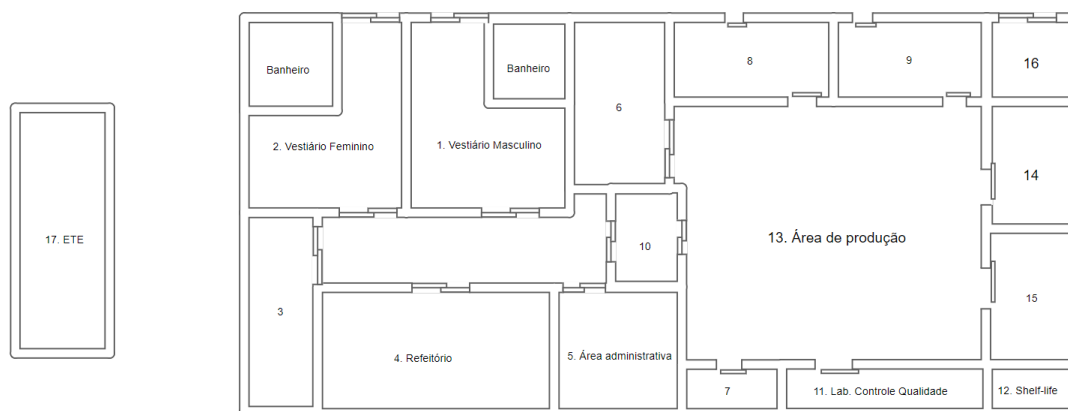 Banheiro
Banheiro
8
9
16
6
2. Vestiário Feminino
1. Vestiário Masculino
14
17. ETE
10
13. Área de produção
15
3
4. Refeitório
5. Área administrativa
7
11. Lab. Controle Qualidade
12. Shelf-life